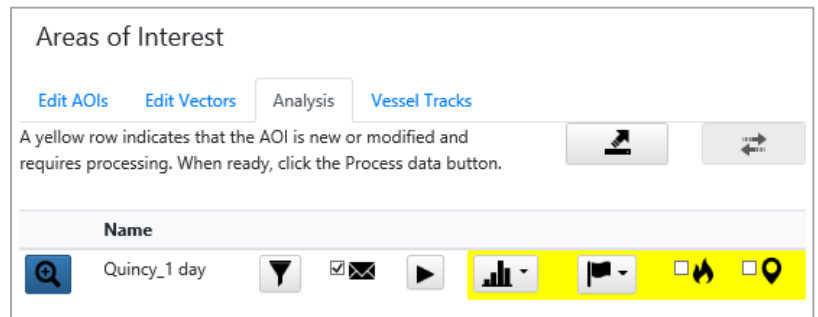 Areas of Interest
Edit AOIs Edit Vectors Analysis Vessel Tracks
A yellow row indicates that the AOI is new or modified and
requires processing. When ready, click the Process data button.
Name
Quincy_1 day